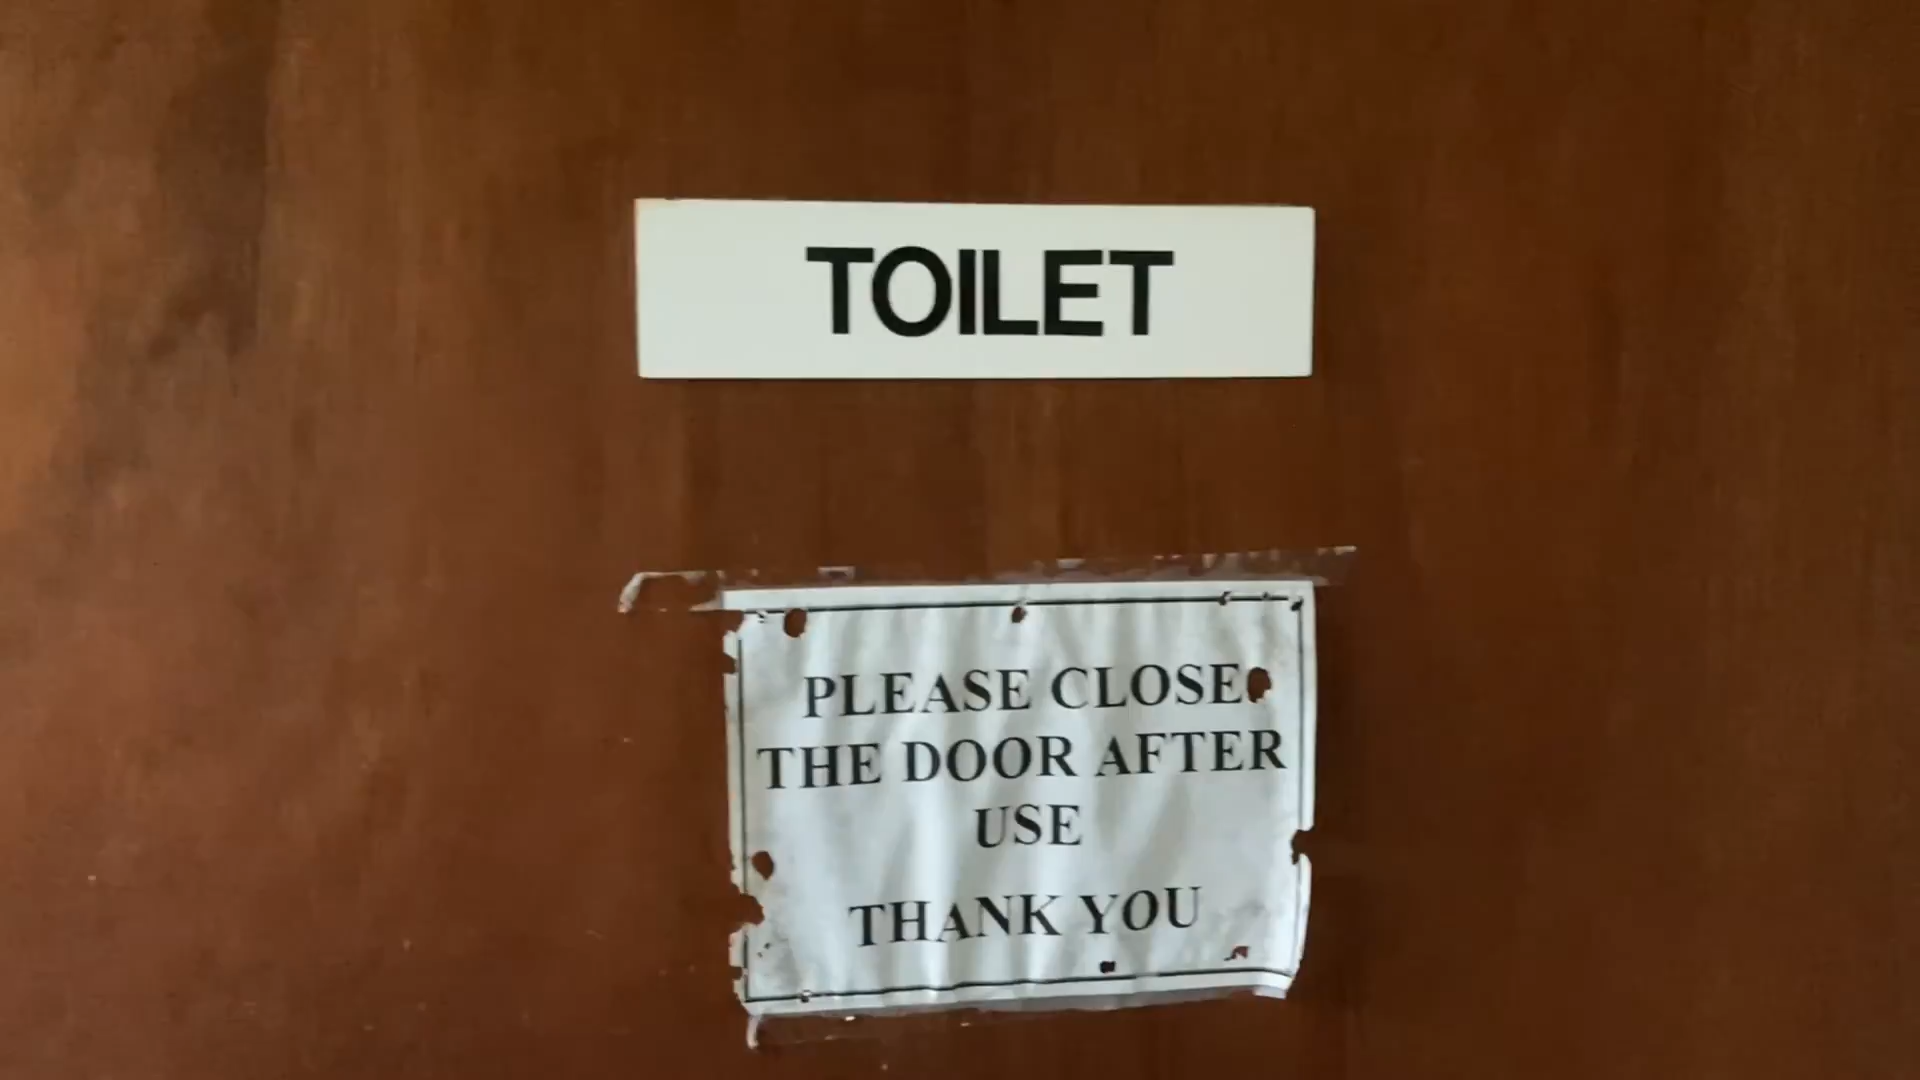 TOILET
PLEASE CLOSE
THE DOOR AFTER
USE
THANK YOU